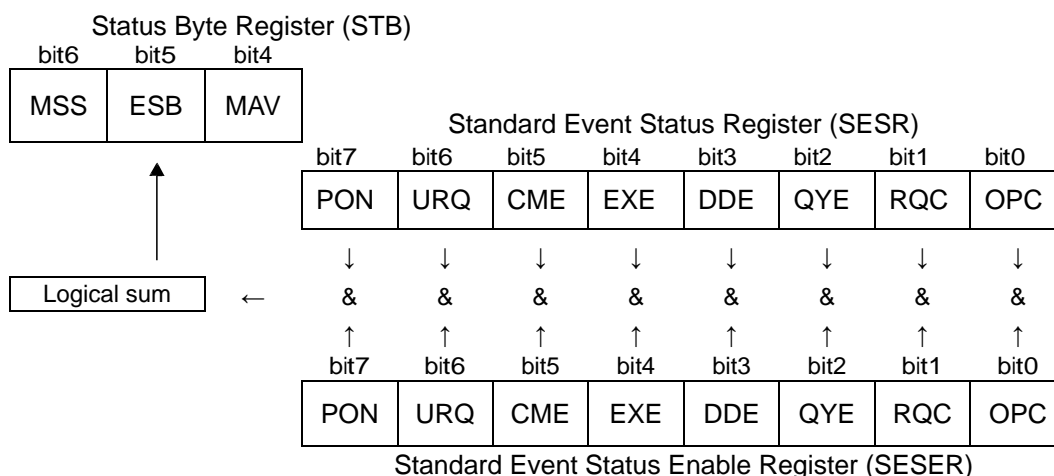 Status Byte Register (STB)
bit6 bit5 bit4
MSS ESB MAV
Standard Event Status Register (SESR)
bit7 bit6 bit5 bit4 bit3 bit2 bit1 bit0
PON URQ CME EXE DDE QYE RQC OPC
↓ ↓ ↓ ↓ ↓ ↓ ↓ ↓
Logical sum ← & & & & & & & &
↑ ↑ ↑ ↑ ↑ ↑ ↑ ↑
bit7 bit6 bit5 bit4 bit3 bit2 bit1 bit0
PON URQ CME EXE DDE QYE RQC OPC
Standard Event Status Enable Register (SESER)